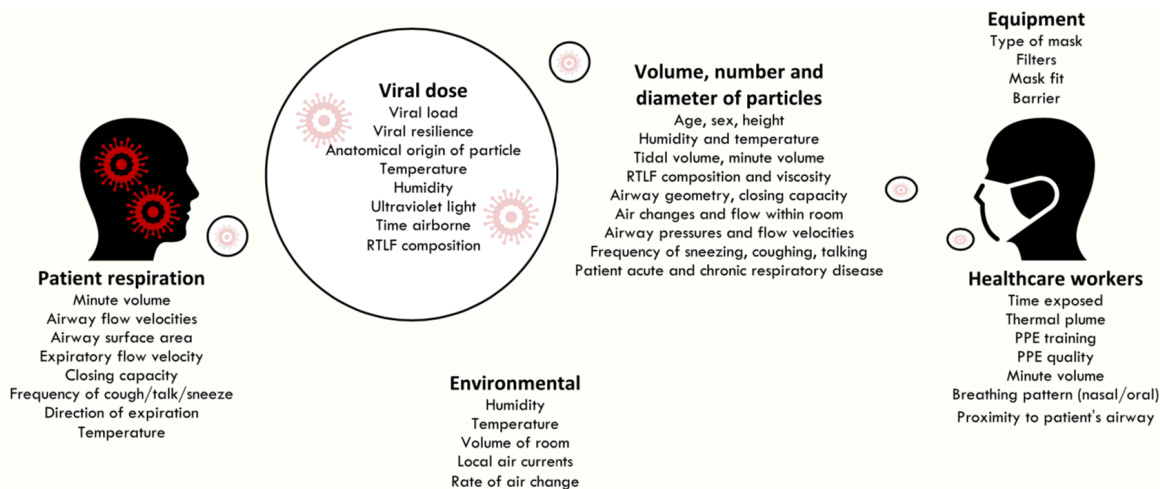 Patient respiration
Minute volume
Airway flow velocities
Airway surface area
Expiratory flow velocity
Closing capacity
Frequency of cough/talk/sneeze
Direction of expiration
Temperature
Viral dose
Viral load
Viral resilience
Anatomical origin of particle
Temperature
Humidity
Ultraviolet light
Time airborne
RTLF composition
Environmental
Humidity
Temperature
Volume of room
Local air currents
Rate of air change
Volume, number and
diameter of particles
Age, sex, height
Humidity and temperature
Tidal volume, minute volume
RTLF composition and viscosity
Airway geometry, closing capacity
Air changes and flow within room
Airway pressures and flow velocities
Frequency of sneezing, coughing, talking
Patient acute and chronic respiratory disease
Equipment
Type of mask
Filters
Mask fit
Barrier
Healthcare workers
Time exposed
Thermal plume
PPE training
PPE quality
Minute volume
Breathing pattern (nasal/oral)
Proximity to patient's airway